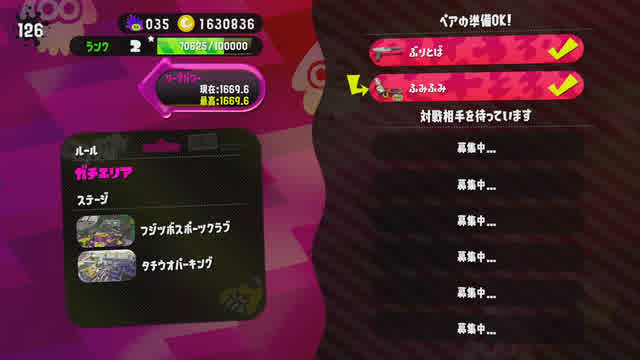 126
035
1630836
ランク
2
70825/100000
リーグパワー
現在:1669.6
最高:1669.6
ルール
ガチエリア
ステージ
フジツボスポーツクラブ
タチウオパーキング
ペアの準備OK!
ぷりとぱ
ふみふみ
対戦相手を待っています
募集中...
募集中...
募集中...
募集中...
募集中...
募集中...